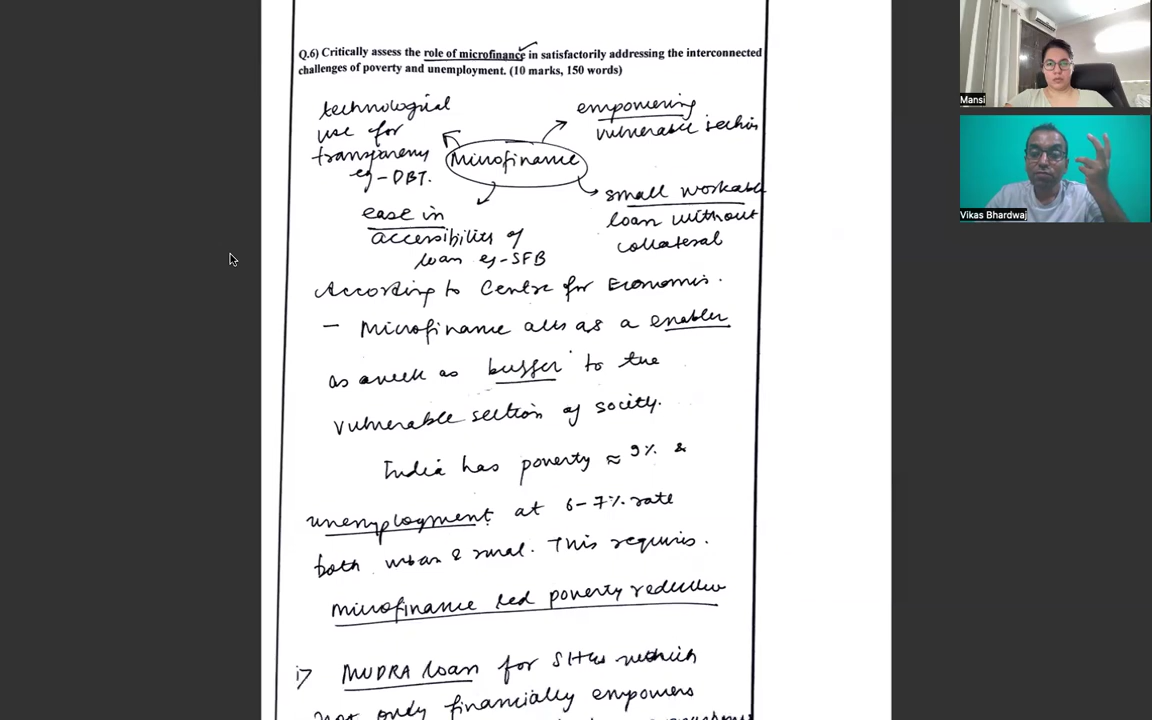 Q.6) Critically assess the role of microfinance in satisfactorily addressing the interconnected
challenges of poverty and unemployment. (10 marks, 150 words)
technological
use for
transparency
eg-DBT.
Microfinance
empowering
vulnerable section
ease in
accessibility of
loan eg-SFB
small workable
loan without
collateral
According to Centre for Economics.
- Microfinance acts as a enabler
as a well as buffer to the
vulnerable section of society.
India has poverty ≈ 9% &
unemployment at 6-7% rate
both urban & rural. This requires.
microfinance led poverty reduction
i) MUDRA loan for SHGs which
not only financially empowers
Mansi
Vikas Bhardwaj